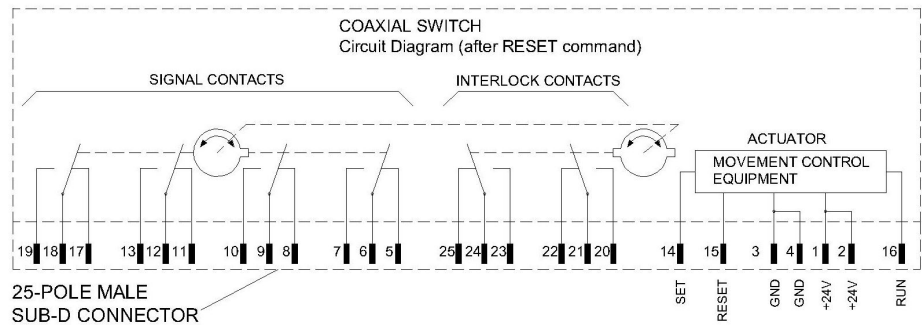 COAXIAL SWITCH
Circuit Diagram (after RESET command)
SIGNAL CONTACTS
INTERLOCK CONTACTS
ACTUATOR
MOVEMENT CONTROL
EQUIPMENT
19 18 17 13 12 11 10 9 8 7 6 5 25 24 23 22 21 20 14 15 3 4 1 2 16
SET
RESET
GND
GND
+24V
+24V
RUN
25-POLE MALE
SUB-D CONNECTOR